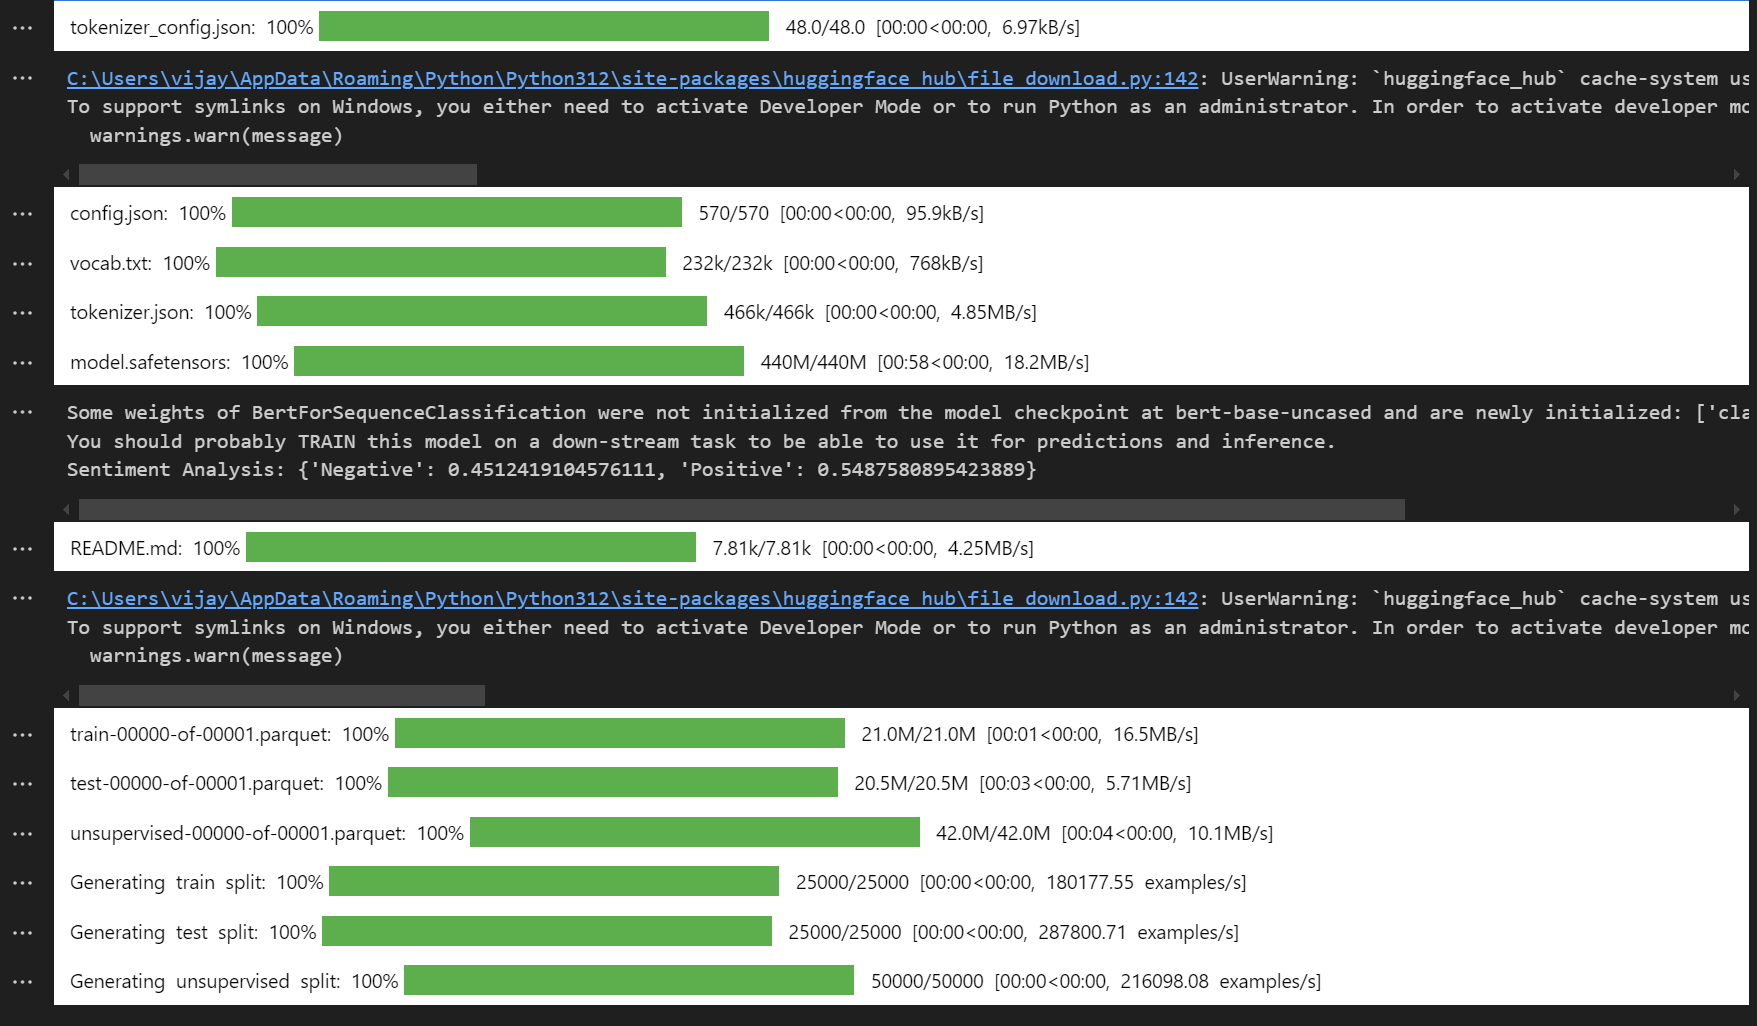 tokenizer_config.json: 100% 48.0/48.0 [00:00<00:00, 6.97kB/s]
C:\Users\vijay\AppData\Roaming\Python\Python312\site-packages\huggingface_hub\file_download.py:142: UserWarning: `huggingface_hub` cache-system us
To support symlinks on Windows, you either need to activate Developer Mode or to run Python as an administrator. In order to activate developer mo
warnings.warn(message)
config.json: 100% 570/570 [00:00<00:00, 95.9kB/s]
vocab.txt: 100% 232k/232k [00:00<00:00, 768kB/s]
tokenizer.json: 100% 466k/466k [00:00<00:00, 4.85MB/s]
model.safetensors: 100% 440M/440M [00:58<00:00, 18.2MB/s]
Some weights of BertForSequenceClassification were not initialized from the model checkpoint at bert-base-uncased and are newly initialized: ['cla
You should probably TRAIN this model on a down-stream task to be able to use it for predictions and inference.
Sentiment Analysis: {'Negative': 0.4512419104576111, 'Positive': 0.5487580895423889}
README.md: 100% 7.81k/7.81k [00:00<00:00, 4.25MB/s]
C:\Users\vijay\AppData\Roaming\Python\Python312\site-packages\huggingface_hub\file_download.py:142: UserWarning: `huggingface_hub` cache-system us
To support symlinks on Windows, you either need to activate Developer Mode or to run Python as an administrator. In order to activate developer mo
warnings.warn(message)
train-00000-of-00001.parquet: 100% 21.0M/21.0M [00:01<00:00, 16.5MB/s]
test-00000-of-00001.parquet: 100% 20.5M/20.5M [00:03<00:00, 5.71MB/s]
unsupervised-00000-of-00001.parquet: 100% 42.0M/42.0M [00:04<00:00, 10.1MB/s]
Generating train split: 100% 25000/25000 [00:00<00:00, 180177.55 examples/s]
Generating test split: 100% 25000/25000 [00:00<00:00, 287800.71 examples/s]
Generating unsupervised split: 100% 50000/50000 [00:00<00:00, 216098.08 examples/s]